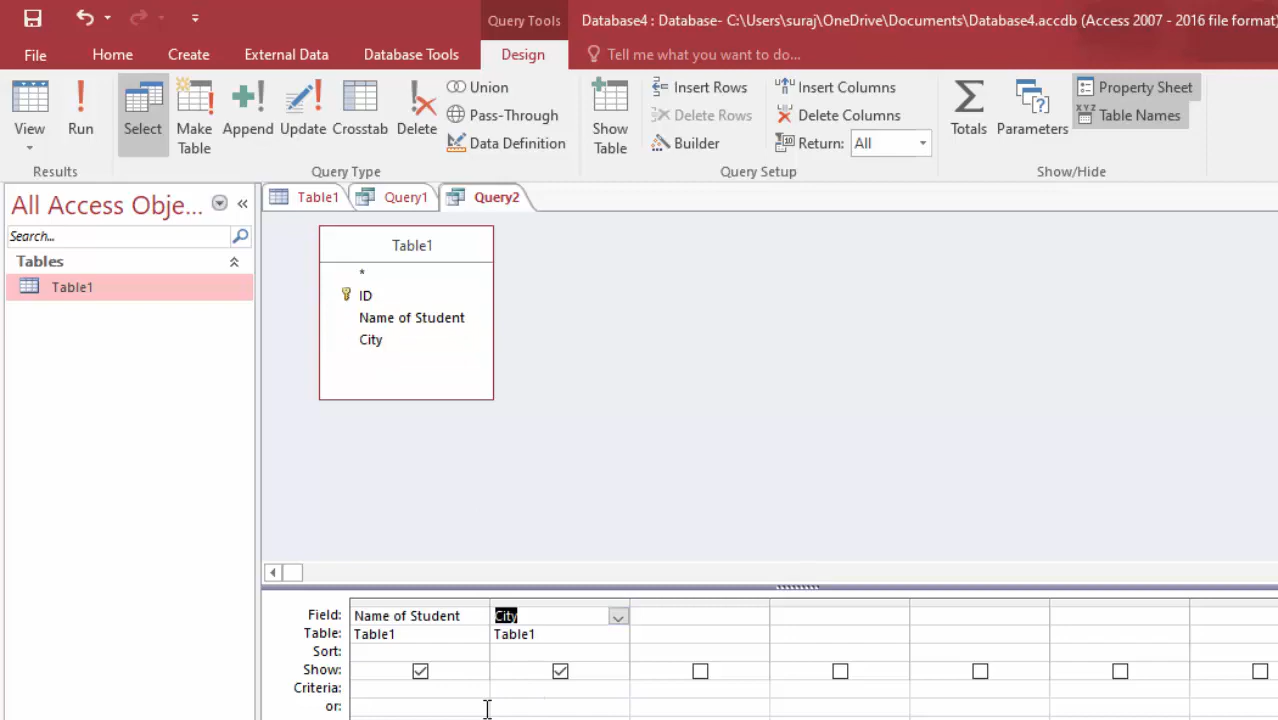 Query Tools Database4 : Database- C:\Users\suraj\OneDrive\Documents\Database4.accdb (Access 2007 - 2016 file format)
File Home Create External Data Database Tools Design Tell me what you want to do...
View
Run
Select
Make Table
Append
Update
Crosstab
Delete
Union
Pass-Through
Data Definition
Show Table
Insert Rows
Delete Rows
Builder
Insert Columns
Delete Columns
Return: All
Totals
Parameters
Property Sheet
XYZ Table Names
Results Query Type Query Setup Show/Hide
All Access Obje...
Search...
Tables
Table1
Table1 Query1 Query2
Table1
*
ID
Name of Student
City
Field: Name of Student City
Table: Table1 Table1
Sort:
Show:
Criteria:
or: